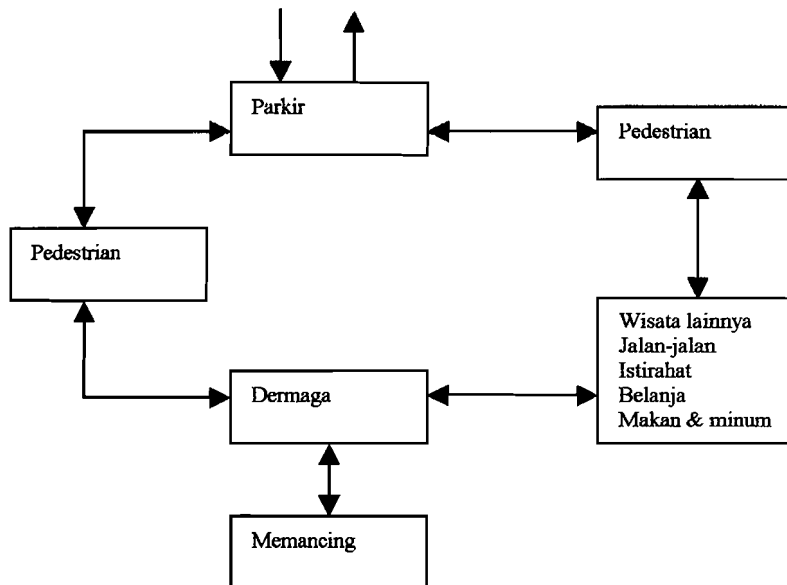 Parkir
Pedestrian
Pedestrian
Wisata lainnya
Jalan-jalan
Istirahat
Belanja
Makan & minum
Dermaga
Memancing